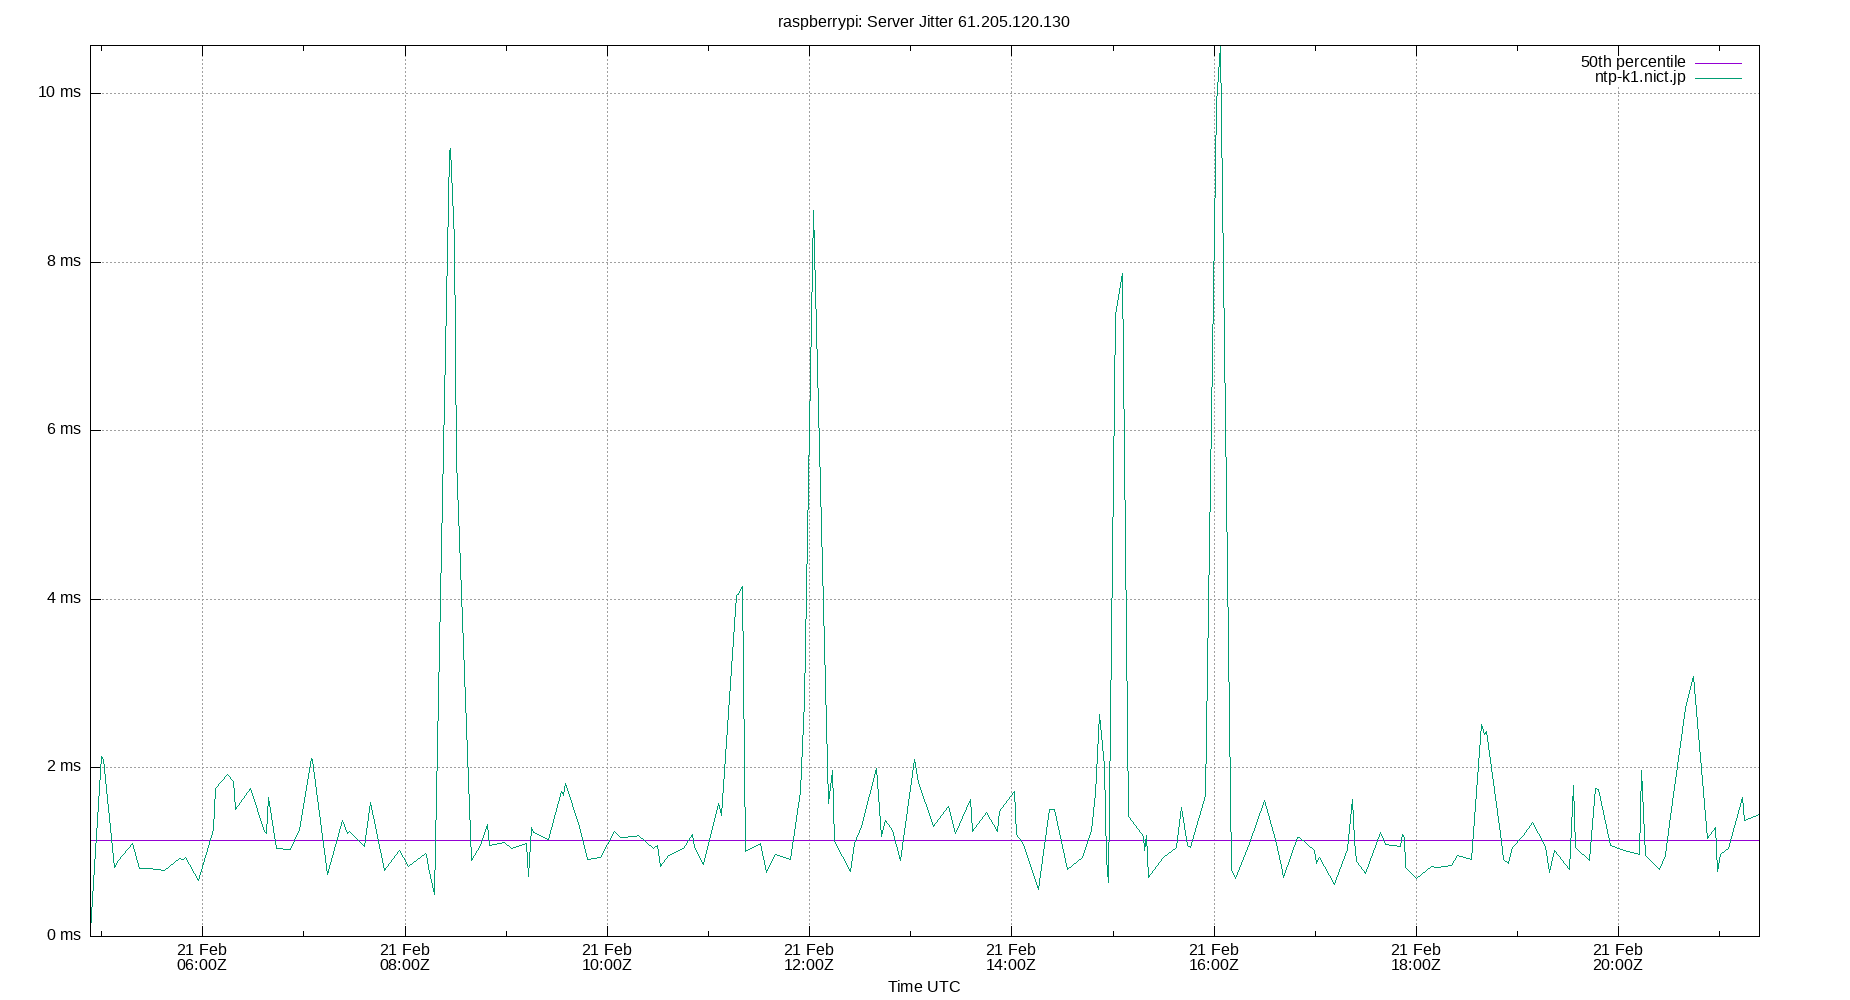 raspberrypi: Server Jitter 61.205.120.130
50th percentile
ntp-k1.nict.jp
10 ms
8 ms
6 ms
4 ms
2 ms
0 ms
21 Feb 21 Feb 21 Feb 21 Feb 21 Feb 21 Feb 21 Feb 21 Feb
06:00Z 08:00Z 10:00Z 12:00Z 14:00Z 16:00Z 18:00Z 20:00Z
Time UTC